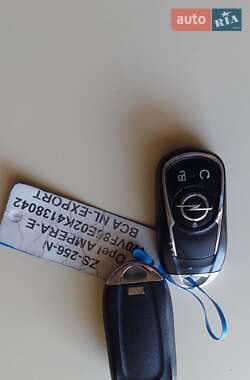 auto RIA
ZS-256-N
Opel AMPERA-E
W0VF86E02K4138042
BCA NL-EXPORT